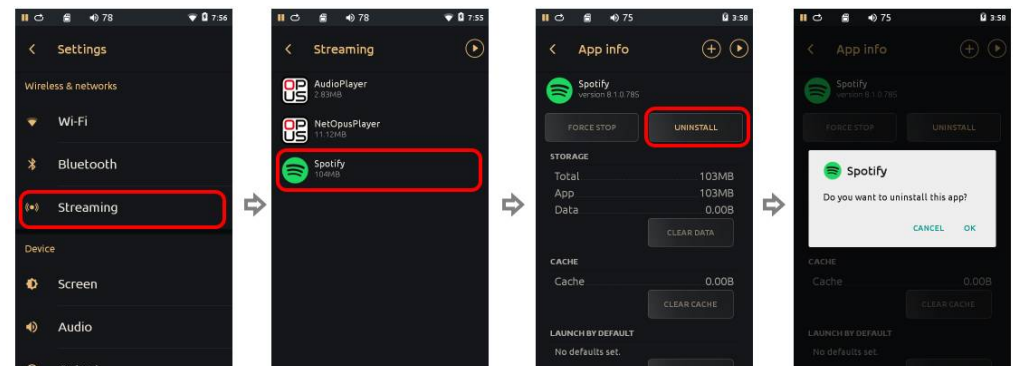 78
7:56
Settings
Wireless & networks
Wi-Fi
Bluetooth
Streaming
Device
Screen
Audio
78
7:55
Streaming
OPUS
AudioPlayer
2.83MB
OPUS
NetOpusPlayer
11.12MB
Spotify
104MB
75
3:58
App info
Spotify
version 8.1.0.785
FORCE STOP UNINSTALL
STORAGE
Total 103MB
App 103MB
Data 0.00B
CLEAR DATA
CACHE
Cache 0.00B
CLEAR CACHE
LAUNCH BY DEFAULT
No defaults set.
75
3:58
App info
Spotify
version 8.1.0.785
FORCE STOP UNINSTALL
Spotify
Do you want to uninstall this app?
CANCEL OK
CACHE
Cache 0.00B
CLEAR CACHE
LAUNCH BY DEFAULT
No defaults set.